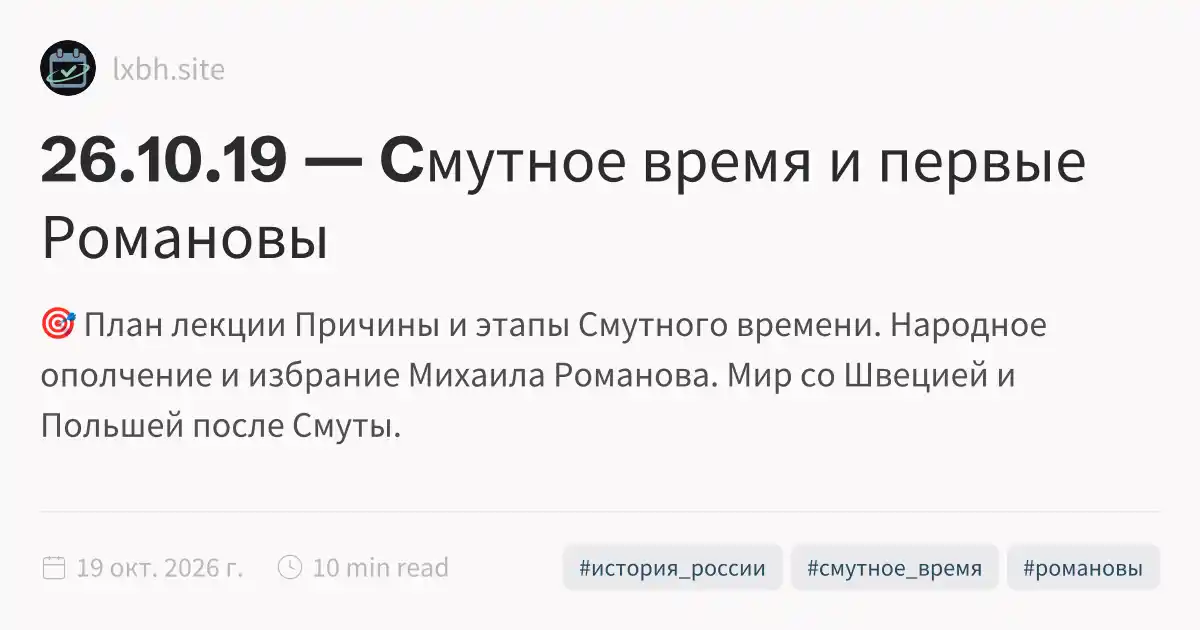 lxbh.site
26.10.19 — Смутное время и первые
Романовы
🎯 План лекции Причины и этапы Смутного времени. Народное
ополчение и избрание Михаила Романова. Мир со Швецией и
Польшей после Смуты.
19 окт. 2026 г.
10 min read
#история_россии
#смутное_время
#романовы